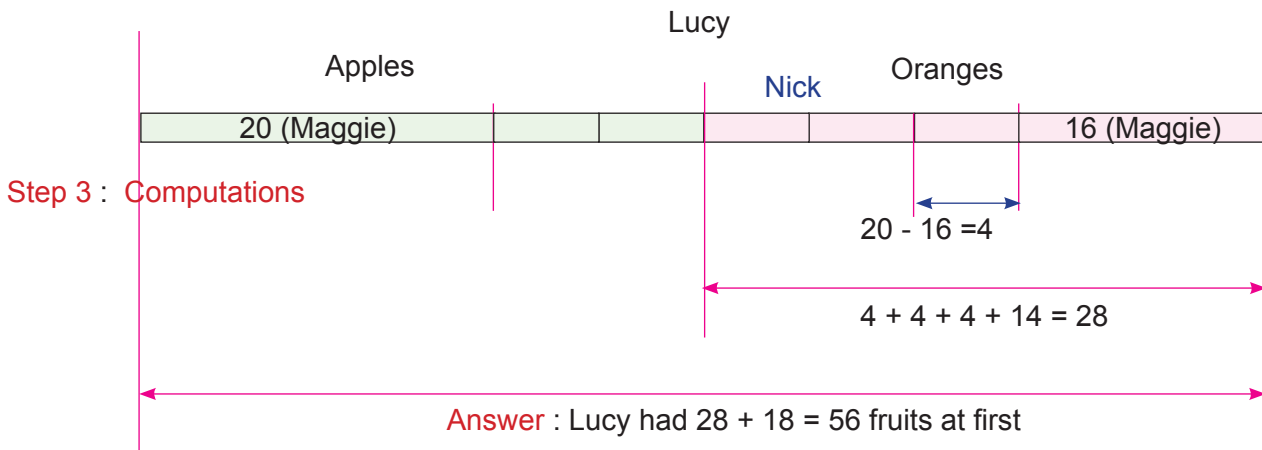 Lucy
Apples
Oranges
Nick
20 (Maggie)
16 (Maggie)
Step 3 : Computations
20 - 16 =4
4 + 4 + 4 + 14 = 28
Answer : Lucy had 28 + 18 = 56 fruits at first